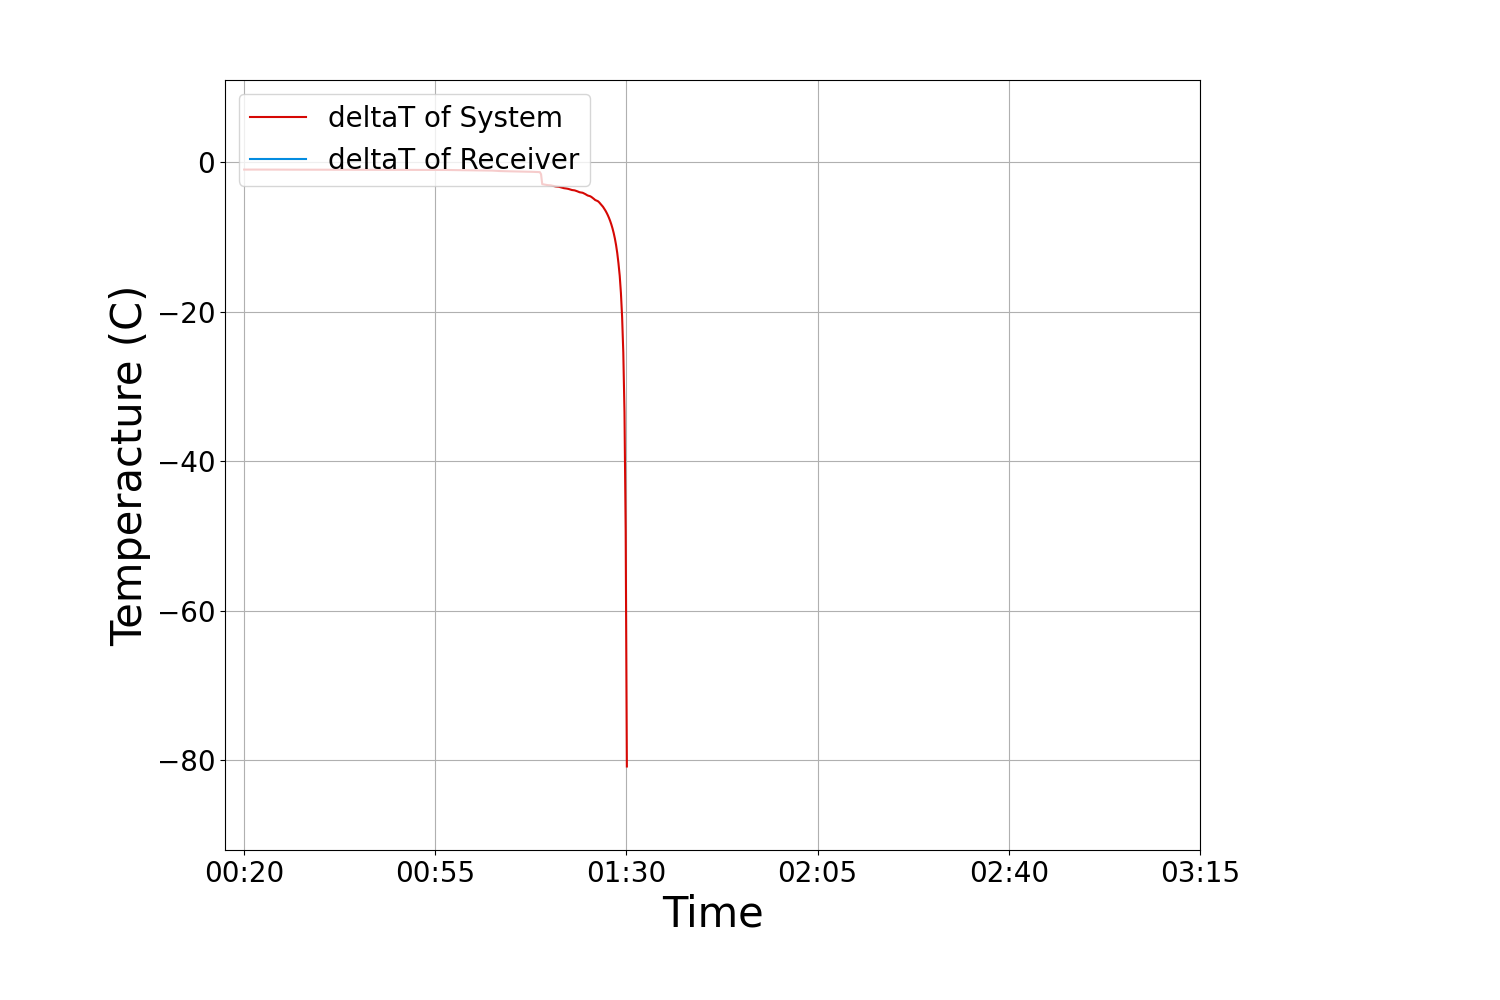 deltaT of System
deltaT of Receiver
0
−20
−40
−60
−80
Temperacture (C)
00:20 00:55 01:30 02:05 02:40 03:15
Time